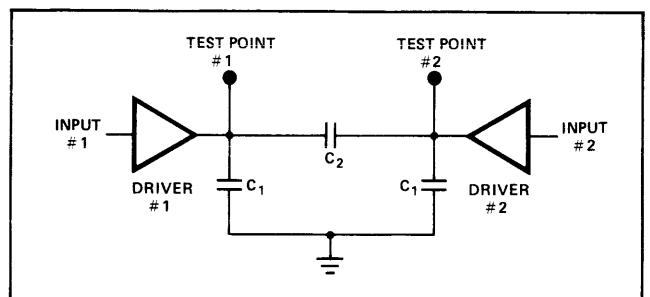 TEST POINT
#1
TEST POINT
#2
INPUT
#1
C2
INPUT
#2
DRIVER
#1
C1
C1
DRIVER
#2